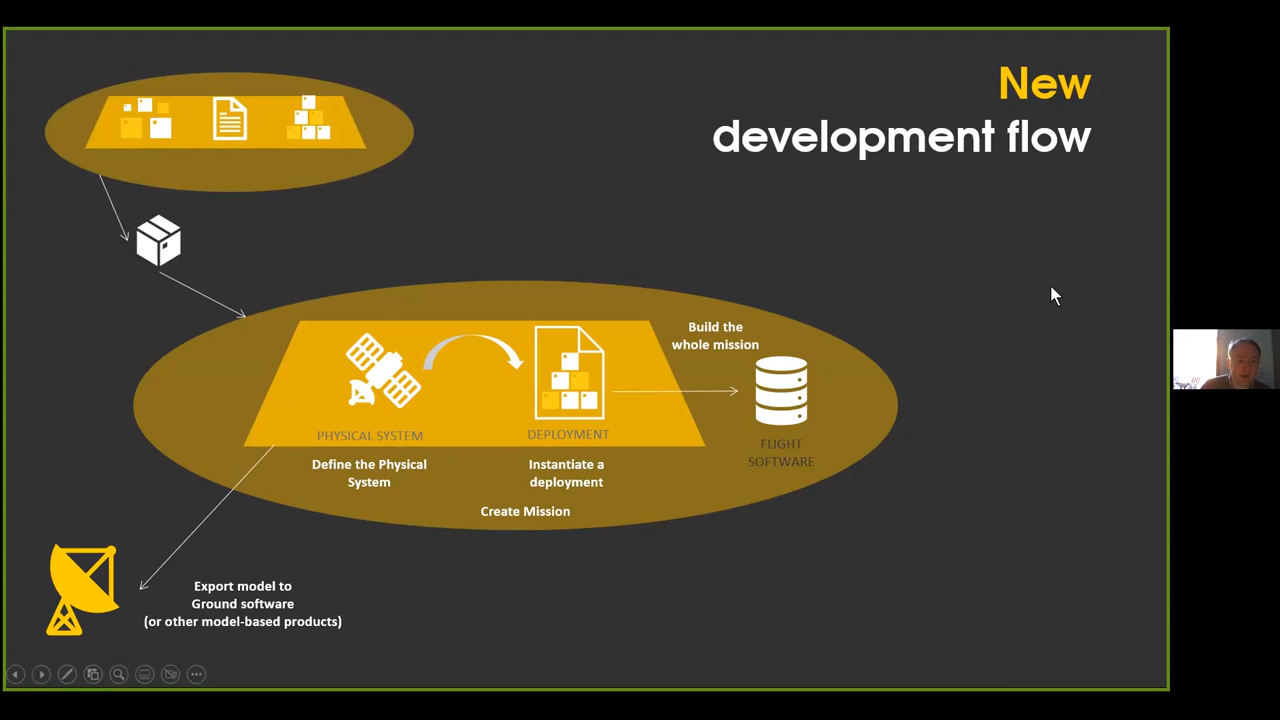 New
development flow
Build the
whole mission
PHYSICAL SYSTEM
DEPLOYMENT
FLIGHT
SOFTWARE
Define the Physical
System
Instantiate a
deployment
Create Mission
Export model to
Ground software
(or other model-based products)